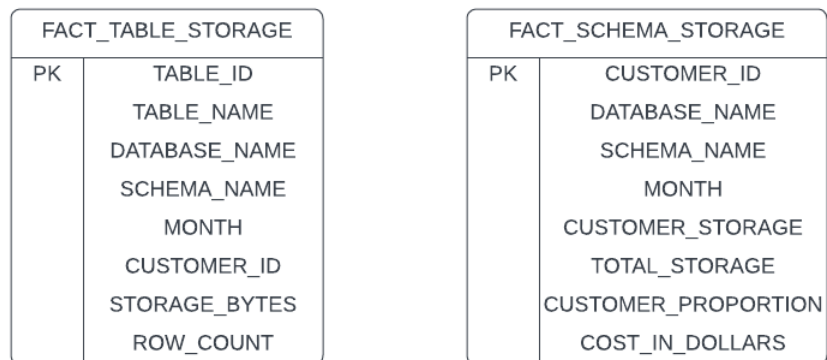 FACT_TABLE_STORAGE
PK TABLE_ID
TABLE_NAME
DATABASE_NAME
SCHEMA_NAME
MONTH
CUSTOMER_ID
STORAGE_BYTES
ROW_COUNT
FACT_SCHEMA_STORAGE
PK CUSTOMER_ID
DATABASE_NAME
SCHEMA_NAME
MONTH
CUSTOMER_STORAGE
TOTAL_STORAGE
CUSTOMER_PROPORTION
COST_IN_DOLLARS